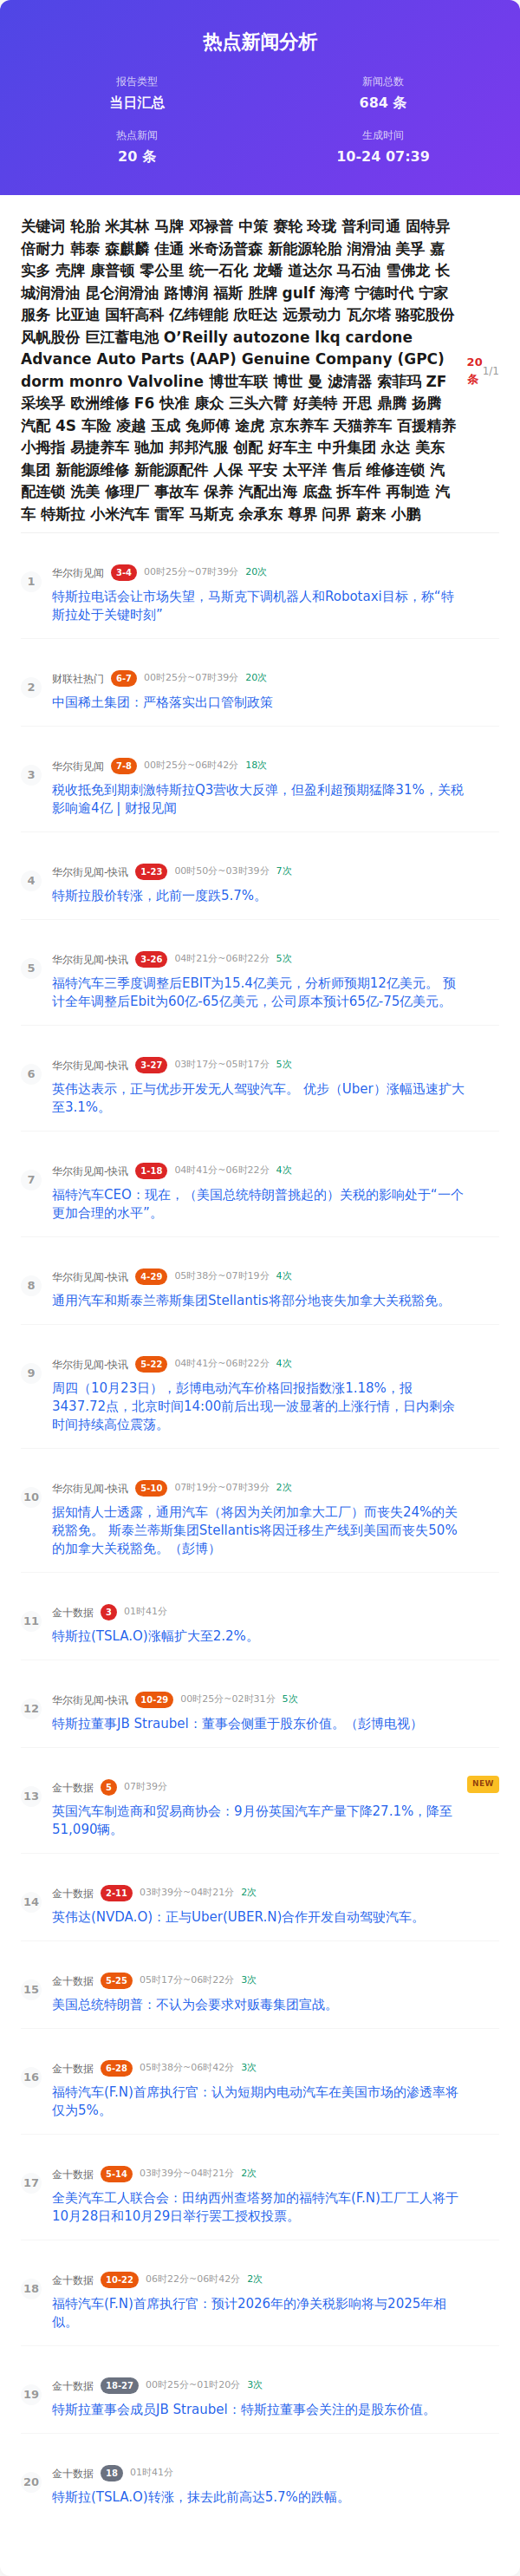 热点新闻分析
报告类型
当日汇总
新闻总数
684 条
热点新闻
20 条
生成时间
10-24 07:39
关键词 轮胎 米其林 马牌 邓禄普 中策 赛轮 玲珑 普利司通 固特异
倍耐力 韩泰 森麒麟 佳通 米奇汤普森 新能源轮胎 润滑油 美孚 嘉
实多 壳牌 康普顿 零公里 统一石化 龙蟠 道达尔 马石油 雪佛龙 长
城润滑油 昆仑润滑油 路博润 福斯 胜牌 gulf 海湾 宁德时代 宁家
服务 比亚迪 国轩高科 亿纬锂能 欣旺达 远景动力 瓦尔塔 骆驼股份
风帆股份 巨江蓄电池 O’Reilly autozone lkq cardone
Advance Auto Parts (AAP) Genuine Company (GPC)
dorm monro Valvoline 博世车联 博世 曼 滤清器 索菲玛 ZF
采埃孚 欧洲维修 F6 快准 康众 三头六臂 好美特 开思 鼎腾 扬腾
汽配 4S 车险 凌越 玉成 兔师傅 途虎 京东养车 天猫养车 百援精养
小拇指 易捷养车 驰加 邦邦汽服 创配 好车主 中升集团 永达 美东
集团 新能源维修 新能源配件 人保 平安 太平洋 售后 维修连锁 汽
配连锁 洗美 修理厂 事故车 保养 汽配出海 底盘 拆车件 再制造 汽
车 特斯拉 小米汽车 雷军 马斯克 余承东 尊界 问界 蔚来 小鹏
20
条
1/1
1
华尔街见闻 3-4 00时25分~07时39分 20次
特斯拉电话会让市场失望，马斯克下调机器人和Robotaxi目标，称“特
斯拉处于关键时刻”
2
财联社热门 6-7 00时25分~07时39分 20次
中国稀土集团：严格落实出口管制政策
3
华尔街见闻 7-8 00时25分~06时42分 18次
税收抵免到期刺激特斯拉Q3营收大反弹，但盈利超预期猛降31%，关税
影响逾4亿 | 财报见闻
4
华尔街见闻-快讯 1-23 00时50分~03时39分 7次
特斯拉股价转涨，此前一度跌5.7%。
5
华尔街见闻-快讯 3-26 04时21分~06时22分 5次
福特汽车三季度调整后EBIT为15.4亿美元，分析师预期12亿美元。 预
计全年调整后Ebit为60亿-65亿美元，公司原本预计65亿-75亿美元。
6
华尔街见闻-快讯 3-27 03时17分~05时17分 5次
英伟达表示，正与优步开发无人驾驶汽车。 优步（Uber）涨幅迅速扩大
至3.1%。
7
华尔街见闻-快讯 1-18 04时41分~06时22分 4次
福特汽车CEO：现在，（美国总统特朗普挑起的）关税的影响处于“一个
更加合理的水平”。
8
华尔街见闻-快讯 4-29 05时38分~07时19分 4次
通用汽车和斯泰兰蒂斯集团Stellantis将部分地丧失加拿大关税豁免。
9
华尔街见闻-快讯 5-22 04时41分~06时22分 4次
周四（10月23日），彭博电动汽车价格回报指数涨1.18%，报
3437.72点，北京时间14:00前后出现一波显著的上涨行情，日内剩余
时间持续高位震荡。
10
华尔街见闻-快讯 5-10 07时19分~07时39分 2次
据知情人士透露，通用汽车（将因为关闭加拿大工厂）而丧失24%的关
税豁免。 斯泰兰蒂斯集团Stellantis将因迁移生产线到美国而丧失50%
的加拿大关税豁免。（彭博）
11
金十数据 3 01时41分
特斯拉(TSLA.O)涨幅扩大至2.2%。
12
华尔街见闻-快讯 10-29 00时25分~02时31分 5次
特斯拉董事JB Straubel：董事会侧重于股东价值。（彭博电视）
13
金十数据 5 07时39分
NEW
英国汽车制造商和贸易商协会：9月份英国汽车产量下降27.1%，降至
51,090辆。
14
金十数据 2-11 03时39分~04时21分 2次
英伟达(NVDA.O)：正与Uber(UBER.N)合作开发自动驾驶汽车。
15
金十数据 5-25 05时17分~06时22分 3次
美国总统特朗普：不认为会要求对贩毒集团宣战。
16
金十数据 6-28 05时38分~06时42分 3次
福特汽车(F.N)首席执行官：认为短期内电动汽车在美国市场的渗透率将
仅为5%。
17
金十数据 5-14 03时39分~04时21分 2次
全美汽车工人联合会：田纳西州查塔努加的福特汽车(F.N)工厂工人将于
10月28日和10月29日举行罢工授权投票。
18
金十数据 10-22 06时22分~06时42分 2次
福特汽车(F.N)首席执行官：预计2026年的净关税影响将与2025年相
似。
19
金十数据 18-27 00时25分~01时20分 3次
特斯拉董事会成员JB Straubel：特斯拉董事会关注的是股东价值。
20
金十数据 18 01时41分
特斯拉(TSLA.O)转涨，抹去此前高达5.7%的跌幅。